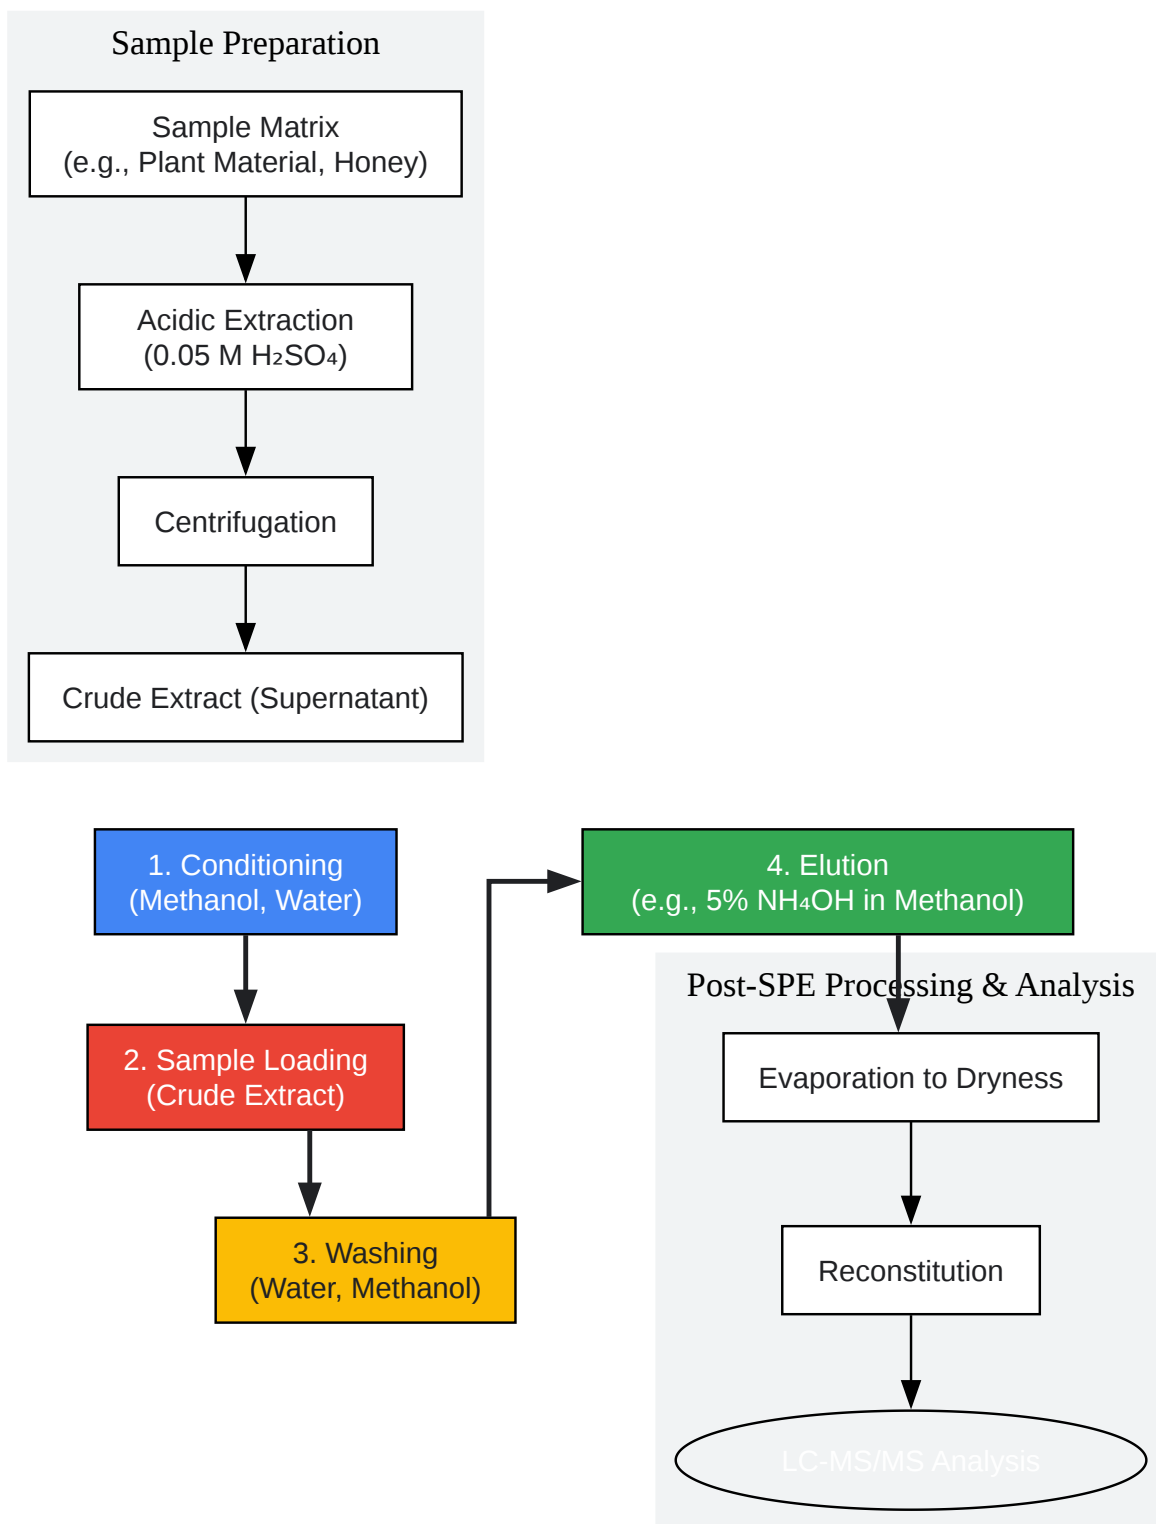 Sample Preparation
Sample Matrix
(e.g., Plant Material, Honey)
Acidic Extraction
(0.05 M H₂SO₄)
Centrifugation
Crude Extract (Supernatant)
1. Conditioning
(Methanol, Water)
2. Sample Loading
(Crude Extract)
3. Washing
(Water, Methanol)
4. Elution
(e.g., 5% NH₄OH in Methanol)
Post-SPE Processing & Analysis
Evaporation to Dryness
Reconstitution
LC-MS/MS Analysis